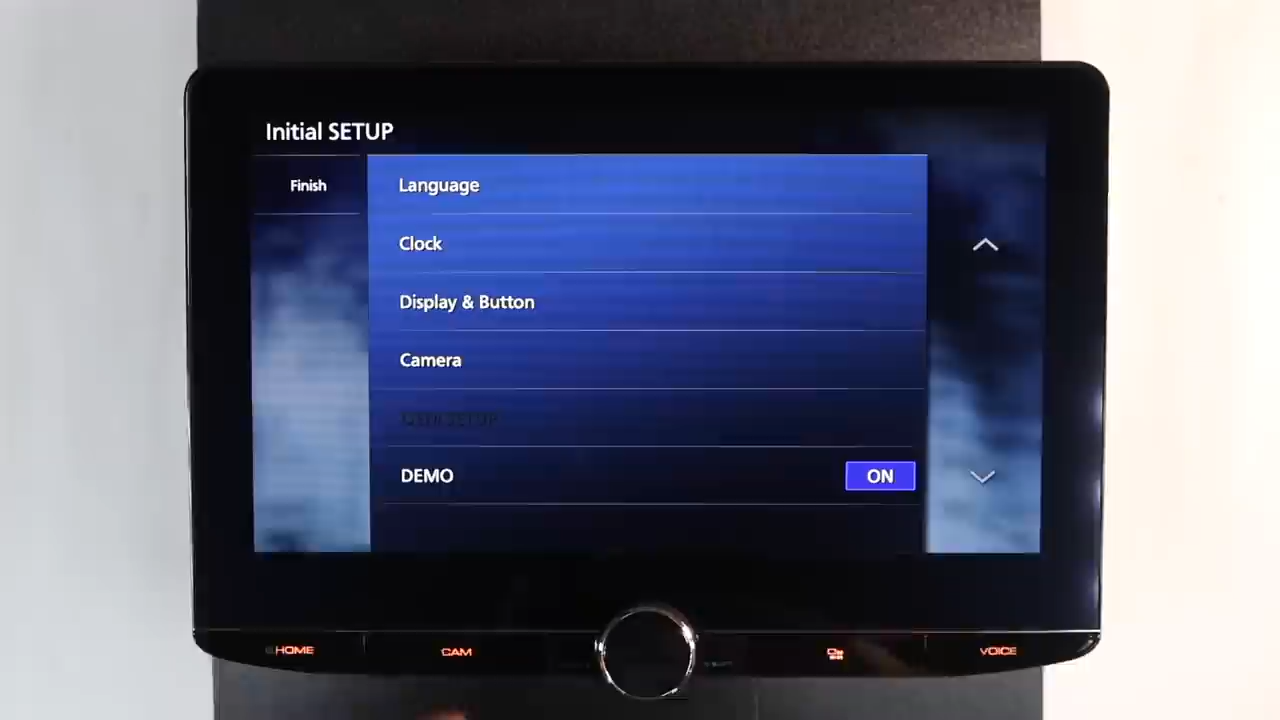 Initial SETUP
Finish
Language
Clock
Display & Button
Camera
DEMO
ON
HOME
CAM
VOICE